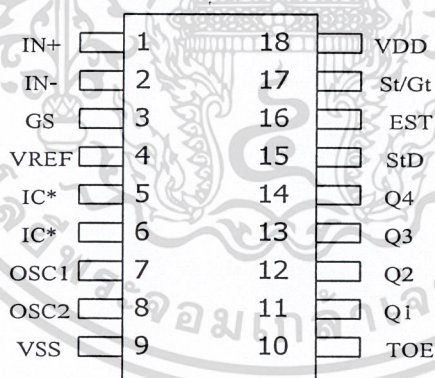 IN+ 1 18 VDD
IN- 2 17 St/Gt
GS 3 16 EST
VREF 4 15 StD
IC* 5 14 Q4
IC* 6 13 Q3
OSC1 7 12 Q2
OSC2 8 11 Q1
VSS 9 10 TOE